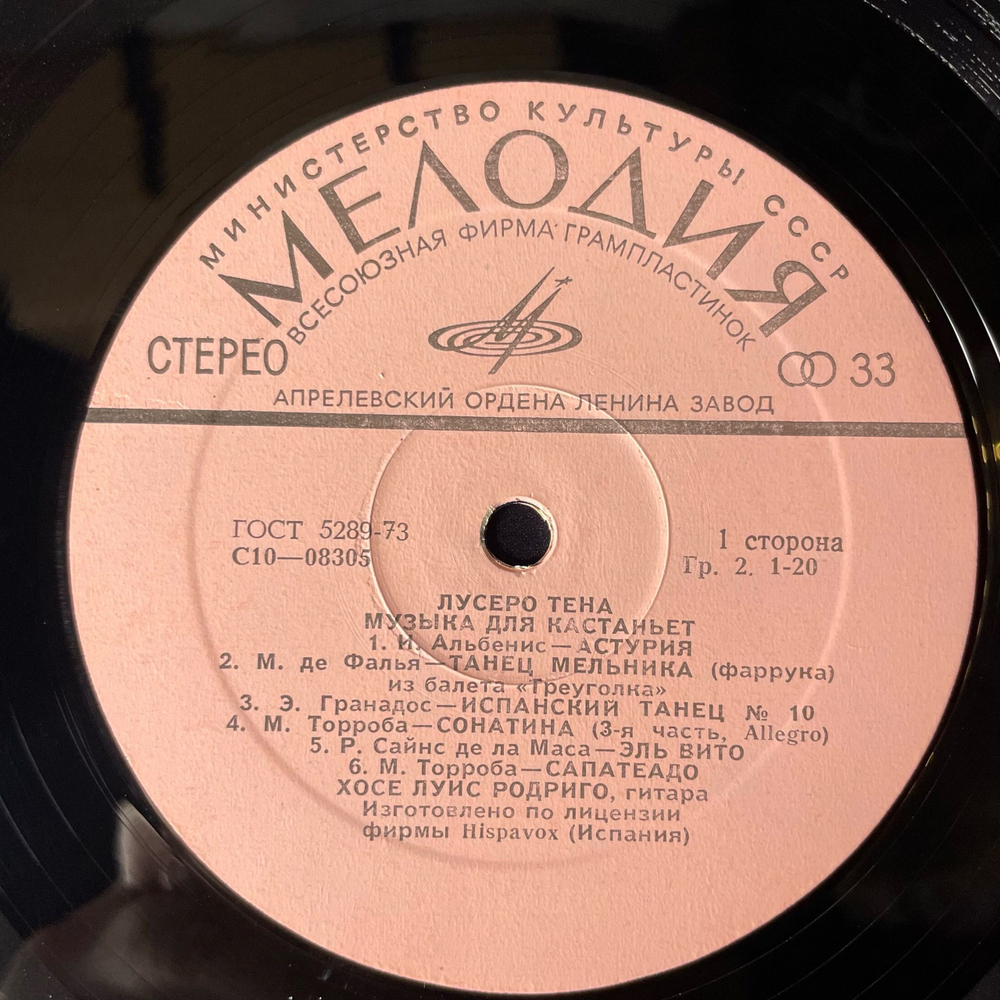 МИНИСТЕРСТВО КУЛЬТУРЫ СССР
МЕЛОДИЯ
ВСЕСОЮЗНАЯ ФИРМА ГРАМПЛАСТИНОК
СТЕРЕО
33
АПРЕЛЕВСКИЙ ОРДЕНА ЛЕНИНА ЗАВОД
ГОСТ 5289-73
С10—08305
1 сторона
Гр. 2. 1-20
ЛУСЕРО ТЕНА
МУЗЫКА ДЛЯ КАСТАНЬЕТ
1. И. Альбенис—АСТУРИЯ
2. М. де Фалья—ТАНЕЦ МЕЛЬНИКА (фаррука)
из балета «Треуголка»
3. Э. Гранадос—ИСПАНСКИЙ ТАНЕЦ № 10
4. М. Торроба—СОНАТИНА (3-я часть, Allegro)
5. Р. Сайнс де ла Маса—ЭЛЬ ВИТО
6. М. Торроба—САПАТЕАДО
ХОСЕ ЛУИС РОДРИГО, гитара
Изготовлено по лицензии
фирмы Hispavox (Испания)